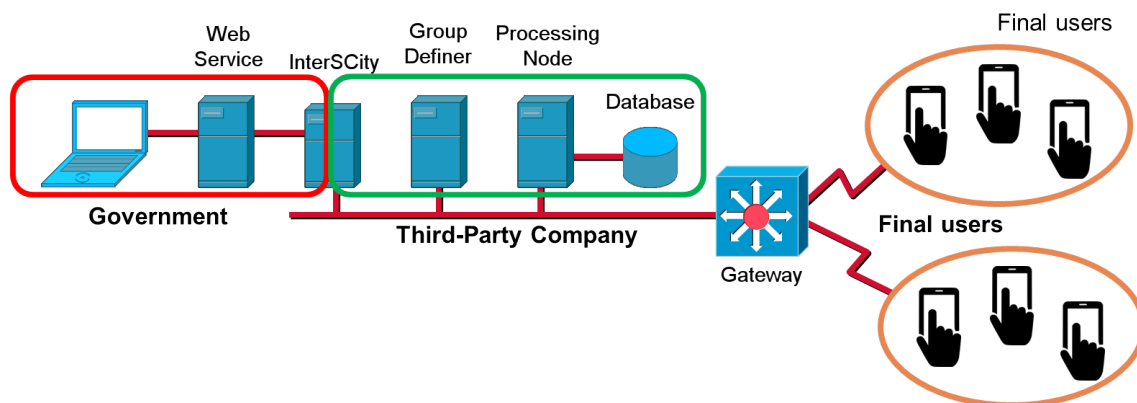 Final users
Web
Service
InterSCity
Group
Definer
Processing
Node
Database
Government
Third-Party Company
Gateway
Final users